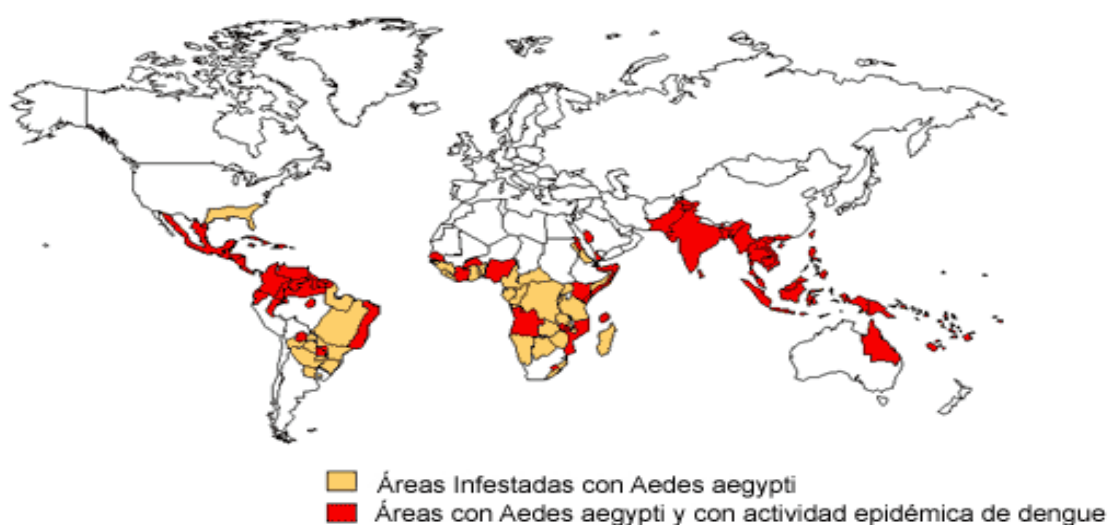 Áreas Infestadas con Aedes aegypti
Áreas con Aedes aegypti y con actividad epidémica de dengue